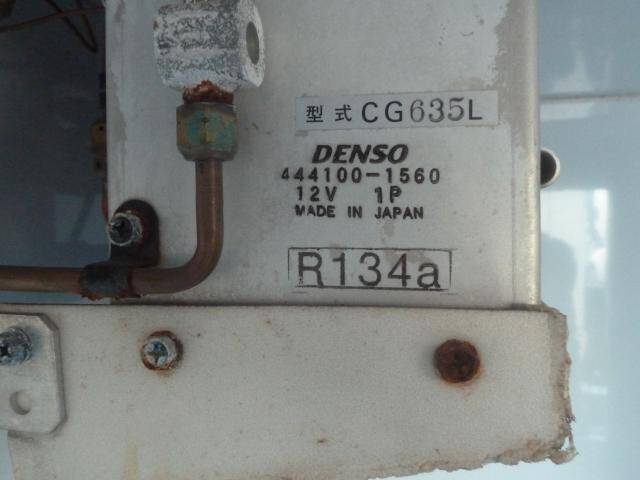 型式 CG635L
DENSO
444100-1560
12V 1P
MADE IN JAPAN
R134a